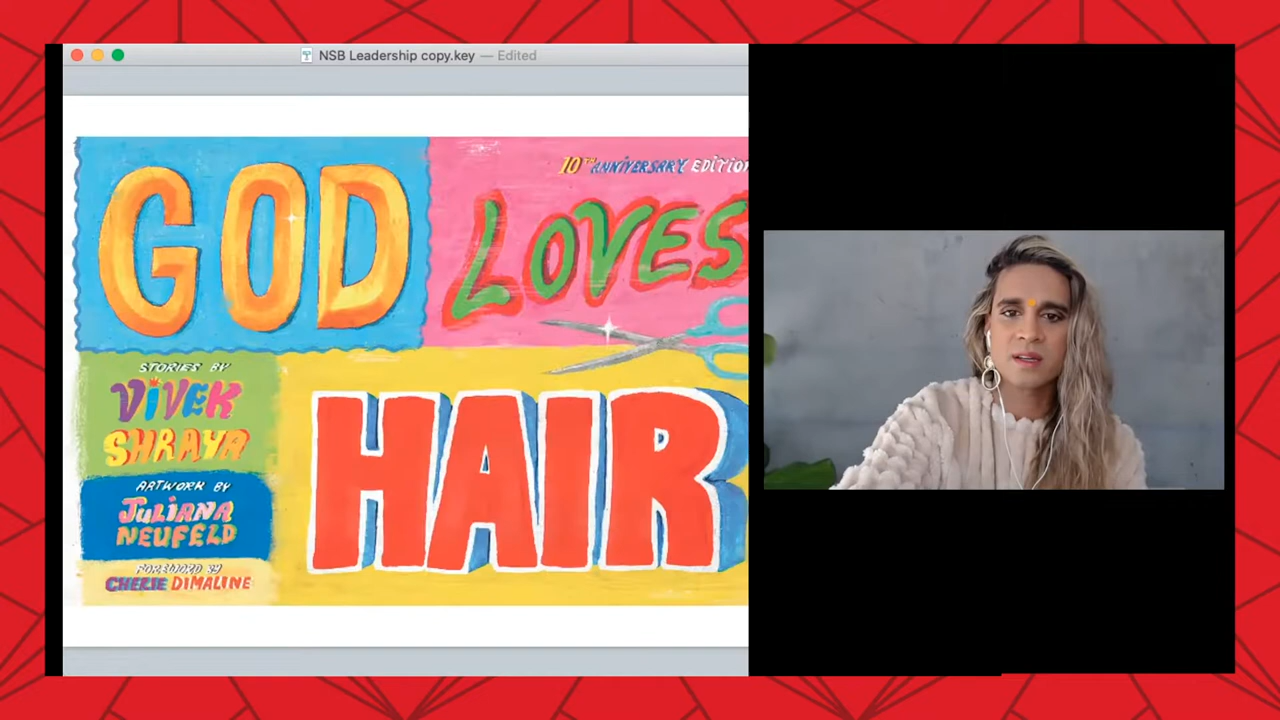 NSB Leadership copy.key — Edited
GOD
10TH ANNIVERSARY EDITION
LOVES
HAIR
STORIES BY
VIVEK
SHRAYA
ARTWORK BY
JULIANA
NEUFELD
FOREWORD BY
CHERIE DIMALINE